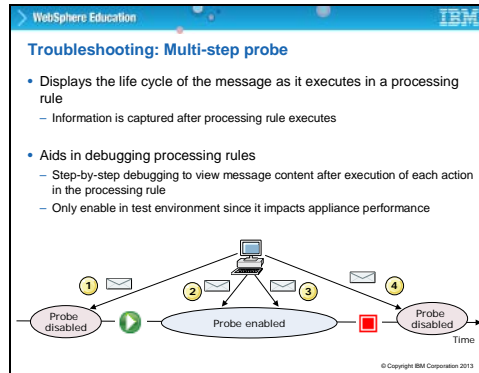 WebSphere Education
IBM
Troubleshooting: Multi-step probe
• Displays the life cycle of the message as it executes in a processing
rule
– Information is captured after processing rule executes
• Aids in debugging processing rules
– Step-by-step debugging to view message content after execution of each action
in the processing rule
– Only enable in test environment since it impacts appliance performance
1
2
3
4
Probe
disabled
Probe enabled
Probe
disabled
Time
© Copyright IBM Corporation 2013